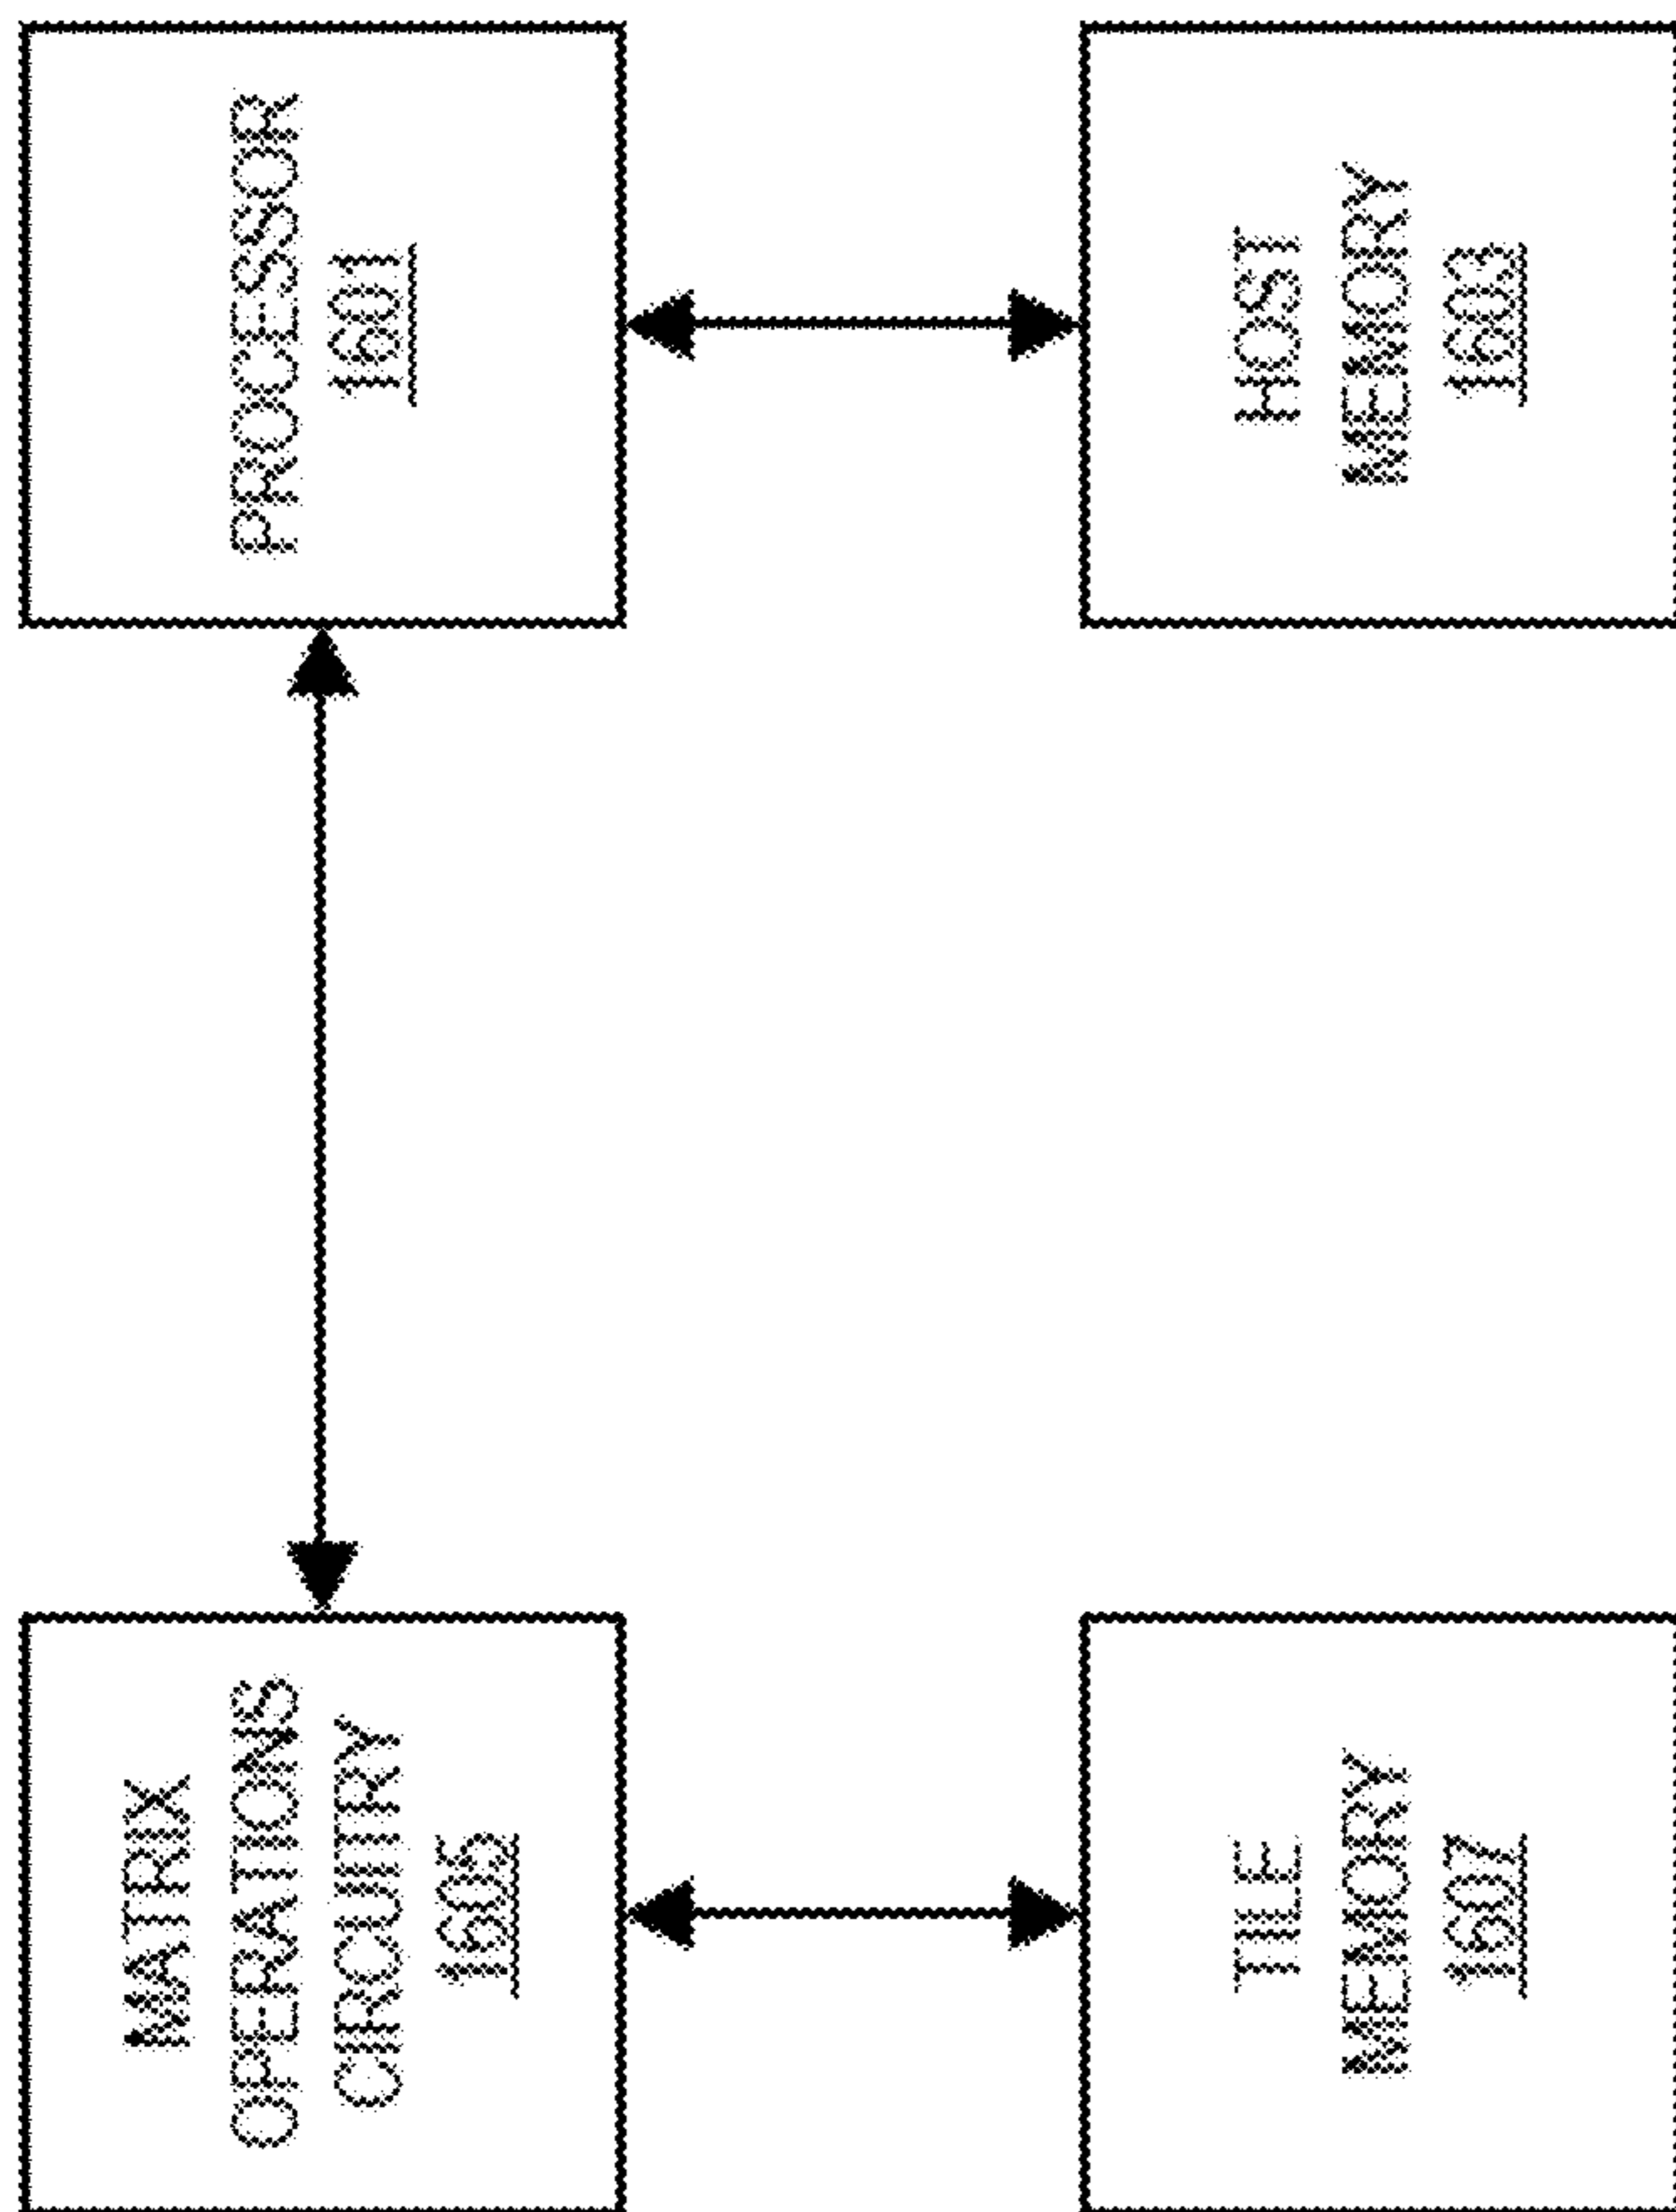 MATRIX
OPERATIONS
CIRCUITRY
1605
PROCESSOR
1601
TILE
MEMORY
1607
HOST
MEMORY
1603